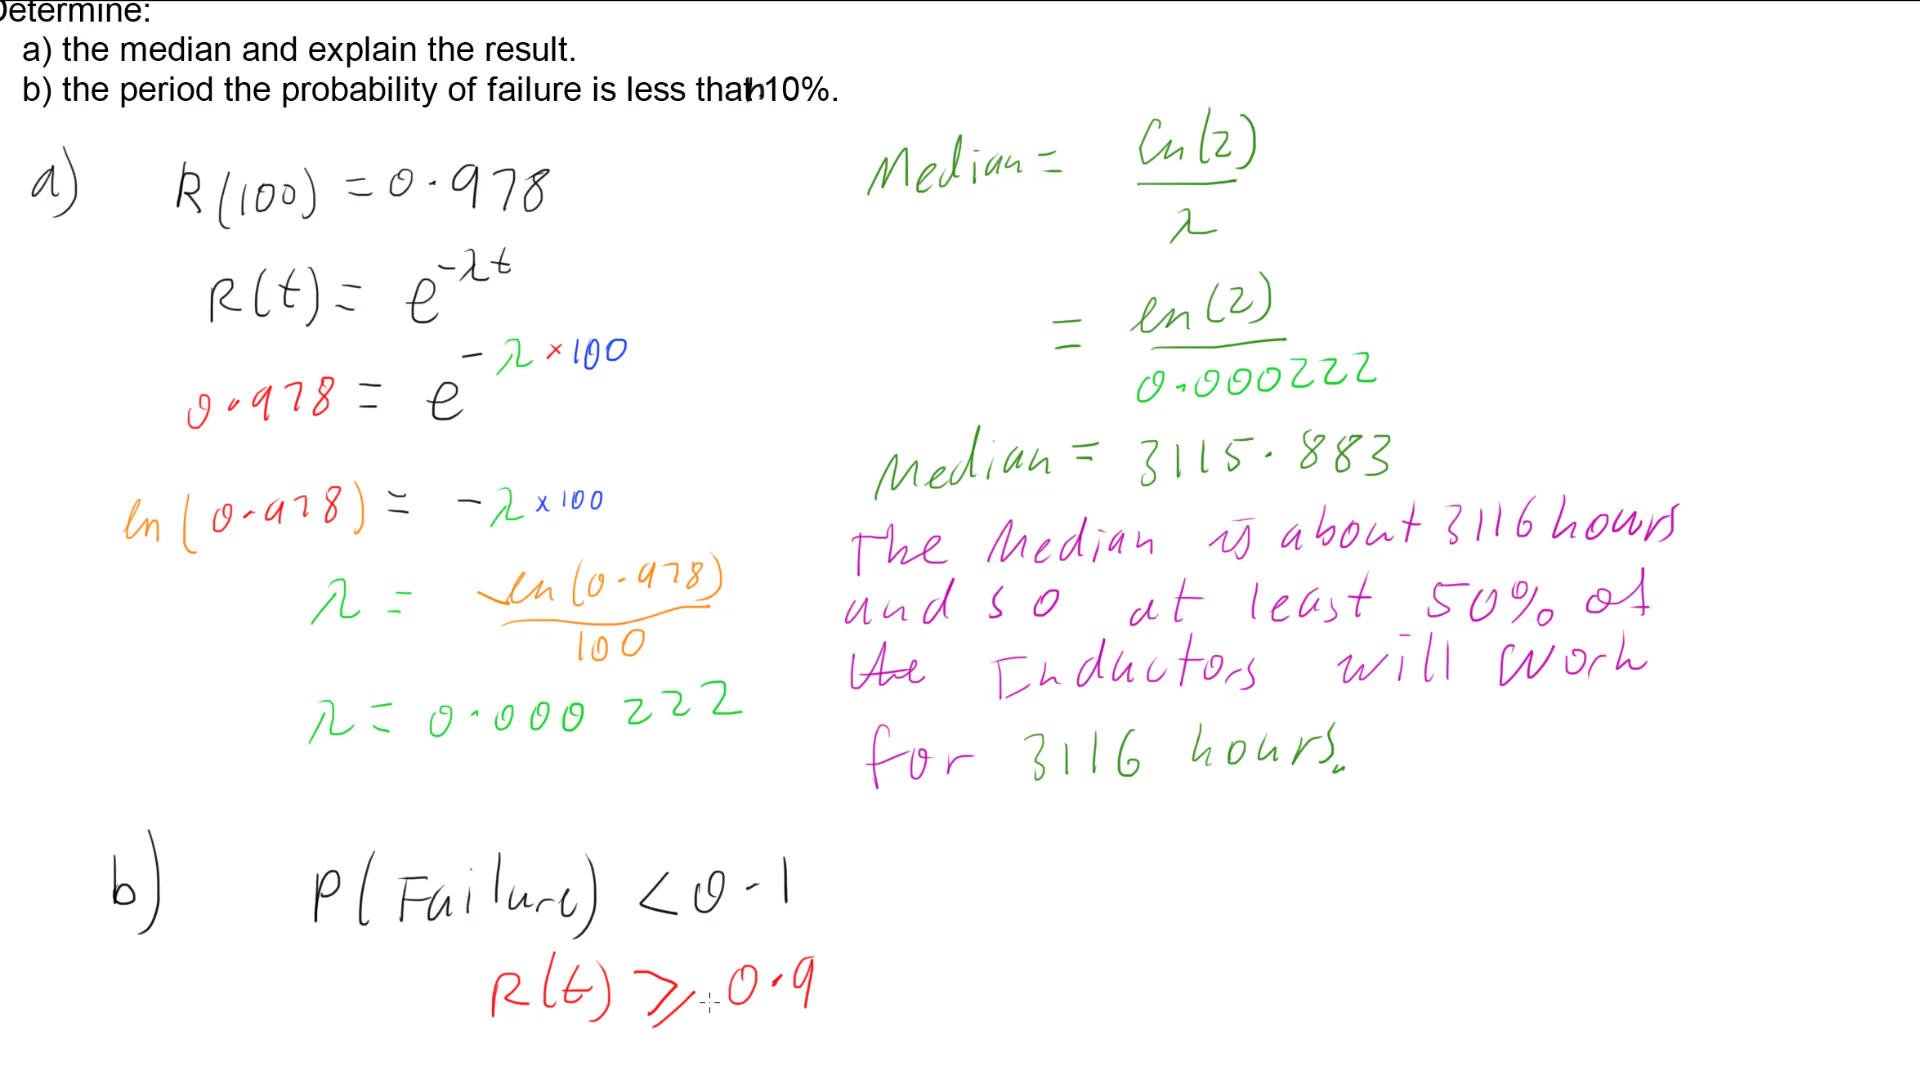 Determine:
a) the median and explain the result.
b) the period the probability of failure is less than 10%.
a) R(100) = 0.978
R(t) = e^-λt
0.978 = e^-λ×100
ln(0.978) = -λ×100
λ = ln(0.978)/100
λ = 0.000 222
Median = ln(2)/λ
= ln(2)/0.000222
Median = 3115.883
The Median is about 3116 hours
and so at least 50% of
the Inductors will work
for 3116 hours.
b) P(Failure) < 0.1
R(t) ⩾ 0.9